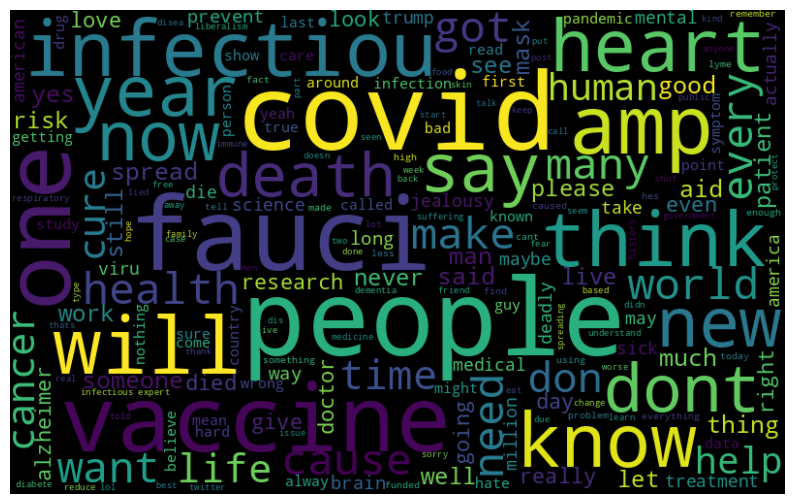 love
disea
prevent
last
look
trump
pandemic
mental
kind
remember
american
drug
liberalism
infectiou
got
mask
heart
anyone
show
care
read
see
food
put
post
lyme
actually
yes
year
person
fact
part
infection
first
human
good
every
risk
now
around
yeah
true
covid
start
skin
talk
keep
call
amp
public
symptom
getting
immune
seen
bad
say
many
patient
one
cure
still
spread
death
doesn
high
week
back
point
shot
protect
respiratory
lied
free
away
die
tell
science
made
called
lot
jealousy
please
known
caused
hes
take
seem
aid
even
government
enough
study
hope
family
case
fauci
suffering
two
done
less
long
make
cant
fear
man
maybe
think
history
world
america
viru
type
men
health
research
never
said
find
guy
live
based
didn
may
new
work
nothing
sure
come
ive
dis
dementia
friend
medicine
people
deadly
spreading
understand
sick
using
today
cancer
thats
real
will
thank
country
something
time
medical
way
might
don
worse
much
right
alzheimer
someone
died
wrong
doctor
eat
need
day
change
dont
thing
infectious expert
told
vaccine
believe
mean
hard
give
issue
cause
going
million
due
problem
learn
everything
know
data
help
want
life
alway
brain
well
sorry
hate
really
let
treatment
diabete
reduce
lol
best
twitter
funded